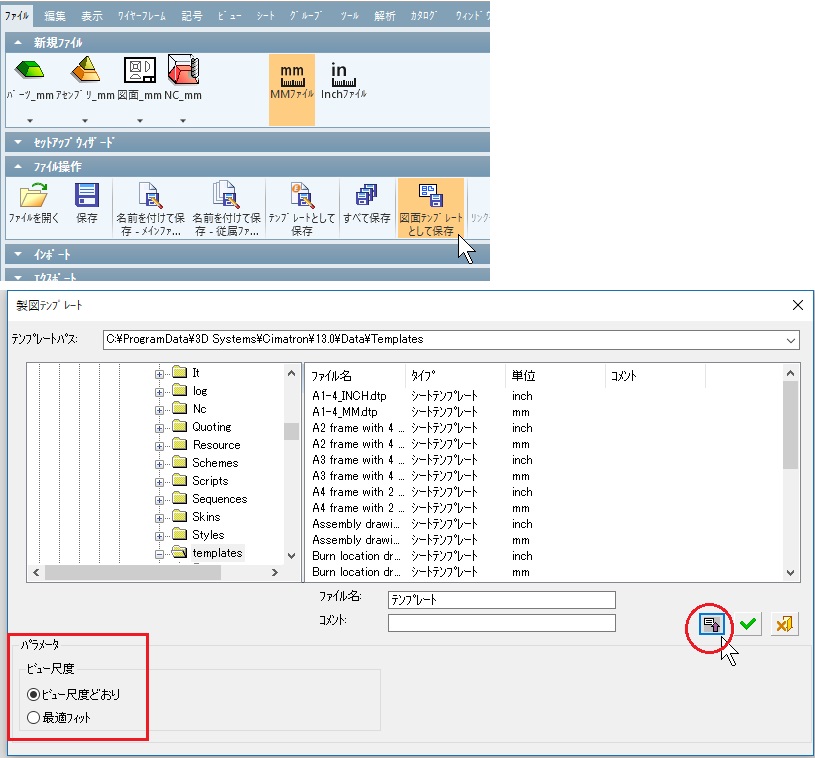 ファイル 編集 表示 ワイヤーフレーム 記号 ビュー シート グループ ツール 解析 カタログ ウィンドウ
新規ファイル
パーツ_mm アセンブリ_mm 図面_mm NC_mm MMファイル Inchファイル
セットアップウィザード
ファイル操作
ファイルを開く 保存 名前を付けて保存 - メインファ... 名前を付けて保存 - 従属ファ... テンプレートとして保存 すべて保存 図面テンプレートとして保存 リンク
インポート
エクスポート
製図テンプレート
テンプレートパス: C:¥ProgramData¥3D Systems¥Cimatron¥13.0¥Data¥Templates
It
log
Nc
Quoting
Resource
Schemes
Scripts
Sequences
Skins
Styles
templates
ファイル名 タイプ 単位 コメント
A1-4_INCH.dtp シートテンプレート inch
A1-4_MM.dtp シートテンプレート mm
A2 frame with 4 ... シートテンプレート inch
A2 frame with 4 ... シートテンプレート mm
A3 frame with 4 ... シートテンプレート inch
A3 frame with 4 ... シートテンプレート mm
A4 frame with 2 ... シートテンプレート inch
A4 frame with 2 ... シートテンプレート mm
Assembly drawi... シートテンプレート inch
Assembly drawi... シートテンプレート mm
Burn location dr... シートテンプレート inch
Burn location dr... シートテンプレート mm
ファイル名: テンプレート
コメント:
パラメータ
ビュー尺度
ビュー尺度どおり
最適フィット